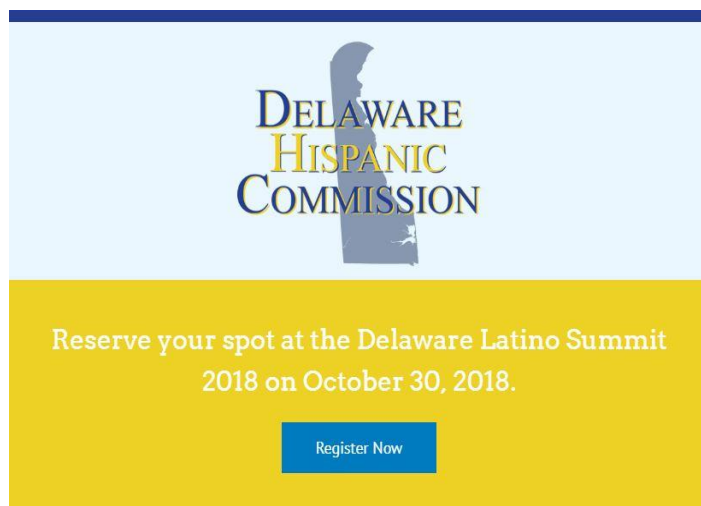 DELAWARE
HISPANIC
COMMISSION
Reserve your spot at the Delaware Latino Summit
2018 on October 30, 2018.
Register Now